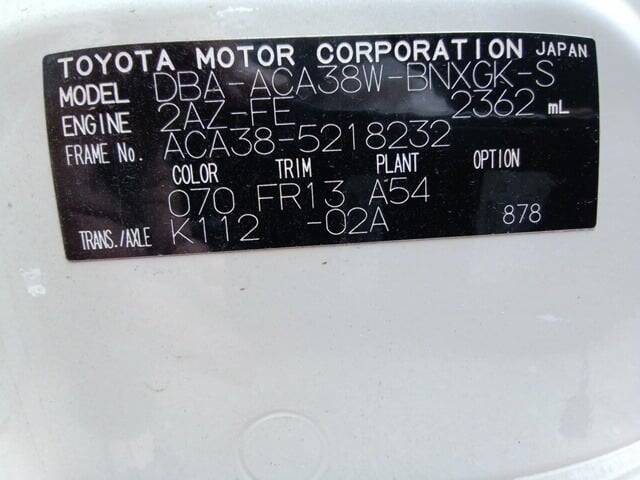 TOYOTA MOTOR CORPORATION JAPAN
MODEL DBA-ACA38W-BNXGK-S
ENGINE 2AZ-FE 2362 mL
FRAME No. ACA38-5218232
COLOR TRIM PLANT OPTION
070 FR13 A54
TRANS./AXLE K112 -02A 878